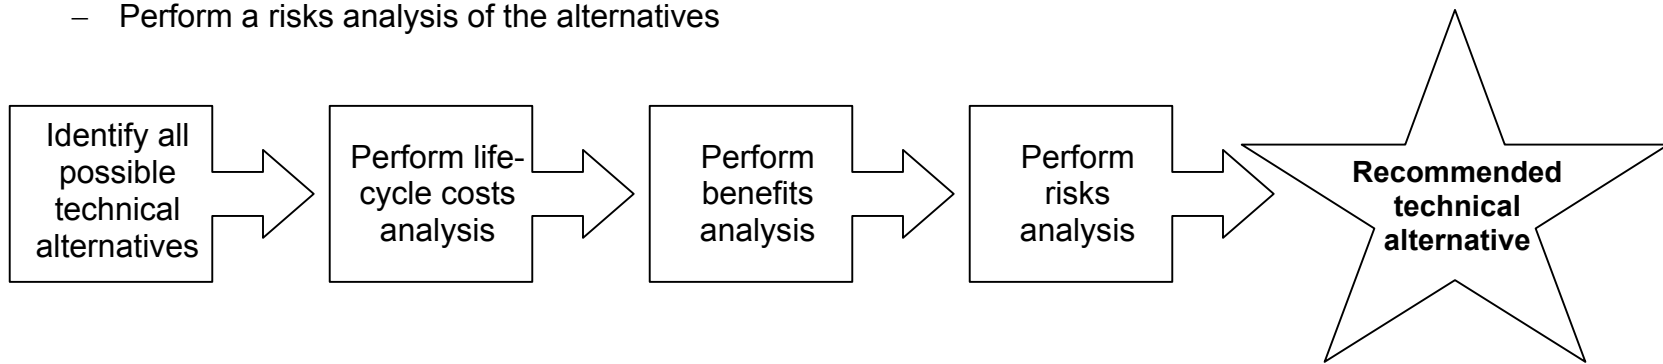 – Perform a risks analysis of the alternatives
Identify all
possible
technical
alternatives
Perform life-
cycle costs
analysis
Perform
benefits
analysis
Perform
risks
analysis
Recommended
technical
alternative